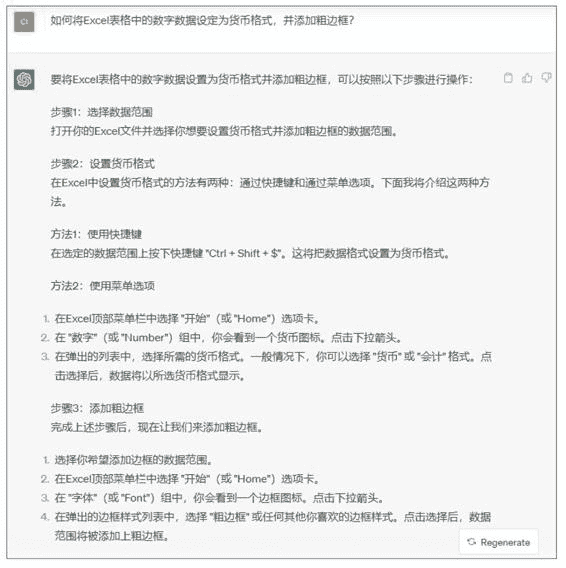 CI
如何将Excel表格中的数字数据设定为货币格式，并添加粗边框？
要将Excel表格中的数字数据设置为货币格式并添加粗边框，可以按照以下步骤进行操作：
步骤1：选择数据范围
打开你的Excel文件并选择你想要设置货币格式并添加粗边框的数据范围。
步骤2：设置货币格式
在Excel中设置货币格式的方法有两种：通过快捷键和通过菜单选项。下面我将介绍这两种方
法。
方法1：使用快捷键
在选定的数据范围上按下快捷键 "Ctrl + Shift + $"。这将把数据格式设置为货币格式。
方法2：使用菜单选项
1. 在Excel顶部菜单栏中选择 "开始"（或 "Home"）选项卡。
2. 在 "数字"（或 "Number"）组中，你会看到一个货币图标。点击下拉箭头。
3. 在弹出的列表中，选择所需的货币格式。一般情况下，你可以选择 "货币" 或 "会计" 格式。点
击选择后，数据将以所选货币格式显示。
步骤3：添加粗边框
完成上述步骤后，现在让我们来添加粗边框。
1. 选择你希望添加边框的数据范围。
2. 在Excel顶部菜单栏中选择 "开始"（或 "Home"）选项卡。
3. 在 "字体"（或 "Font"）组中，你会看到一个边框图标。点击下拉箭头。
4. 在弹出的边框样式列表中，选择 "粗边框" 或任何其他你喜欢的边框样式。点击选择后，数据
范围将被添加上粗边框。
Regenerate